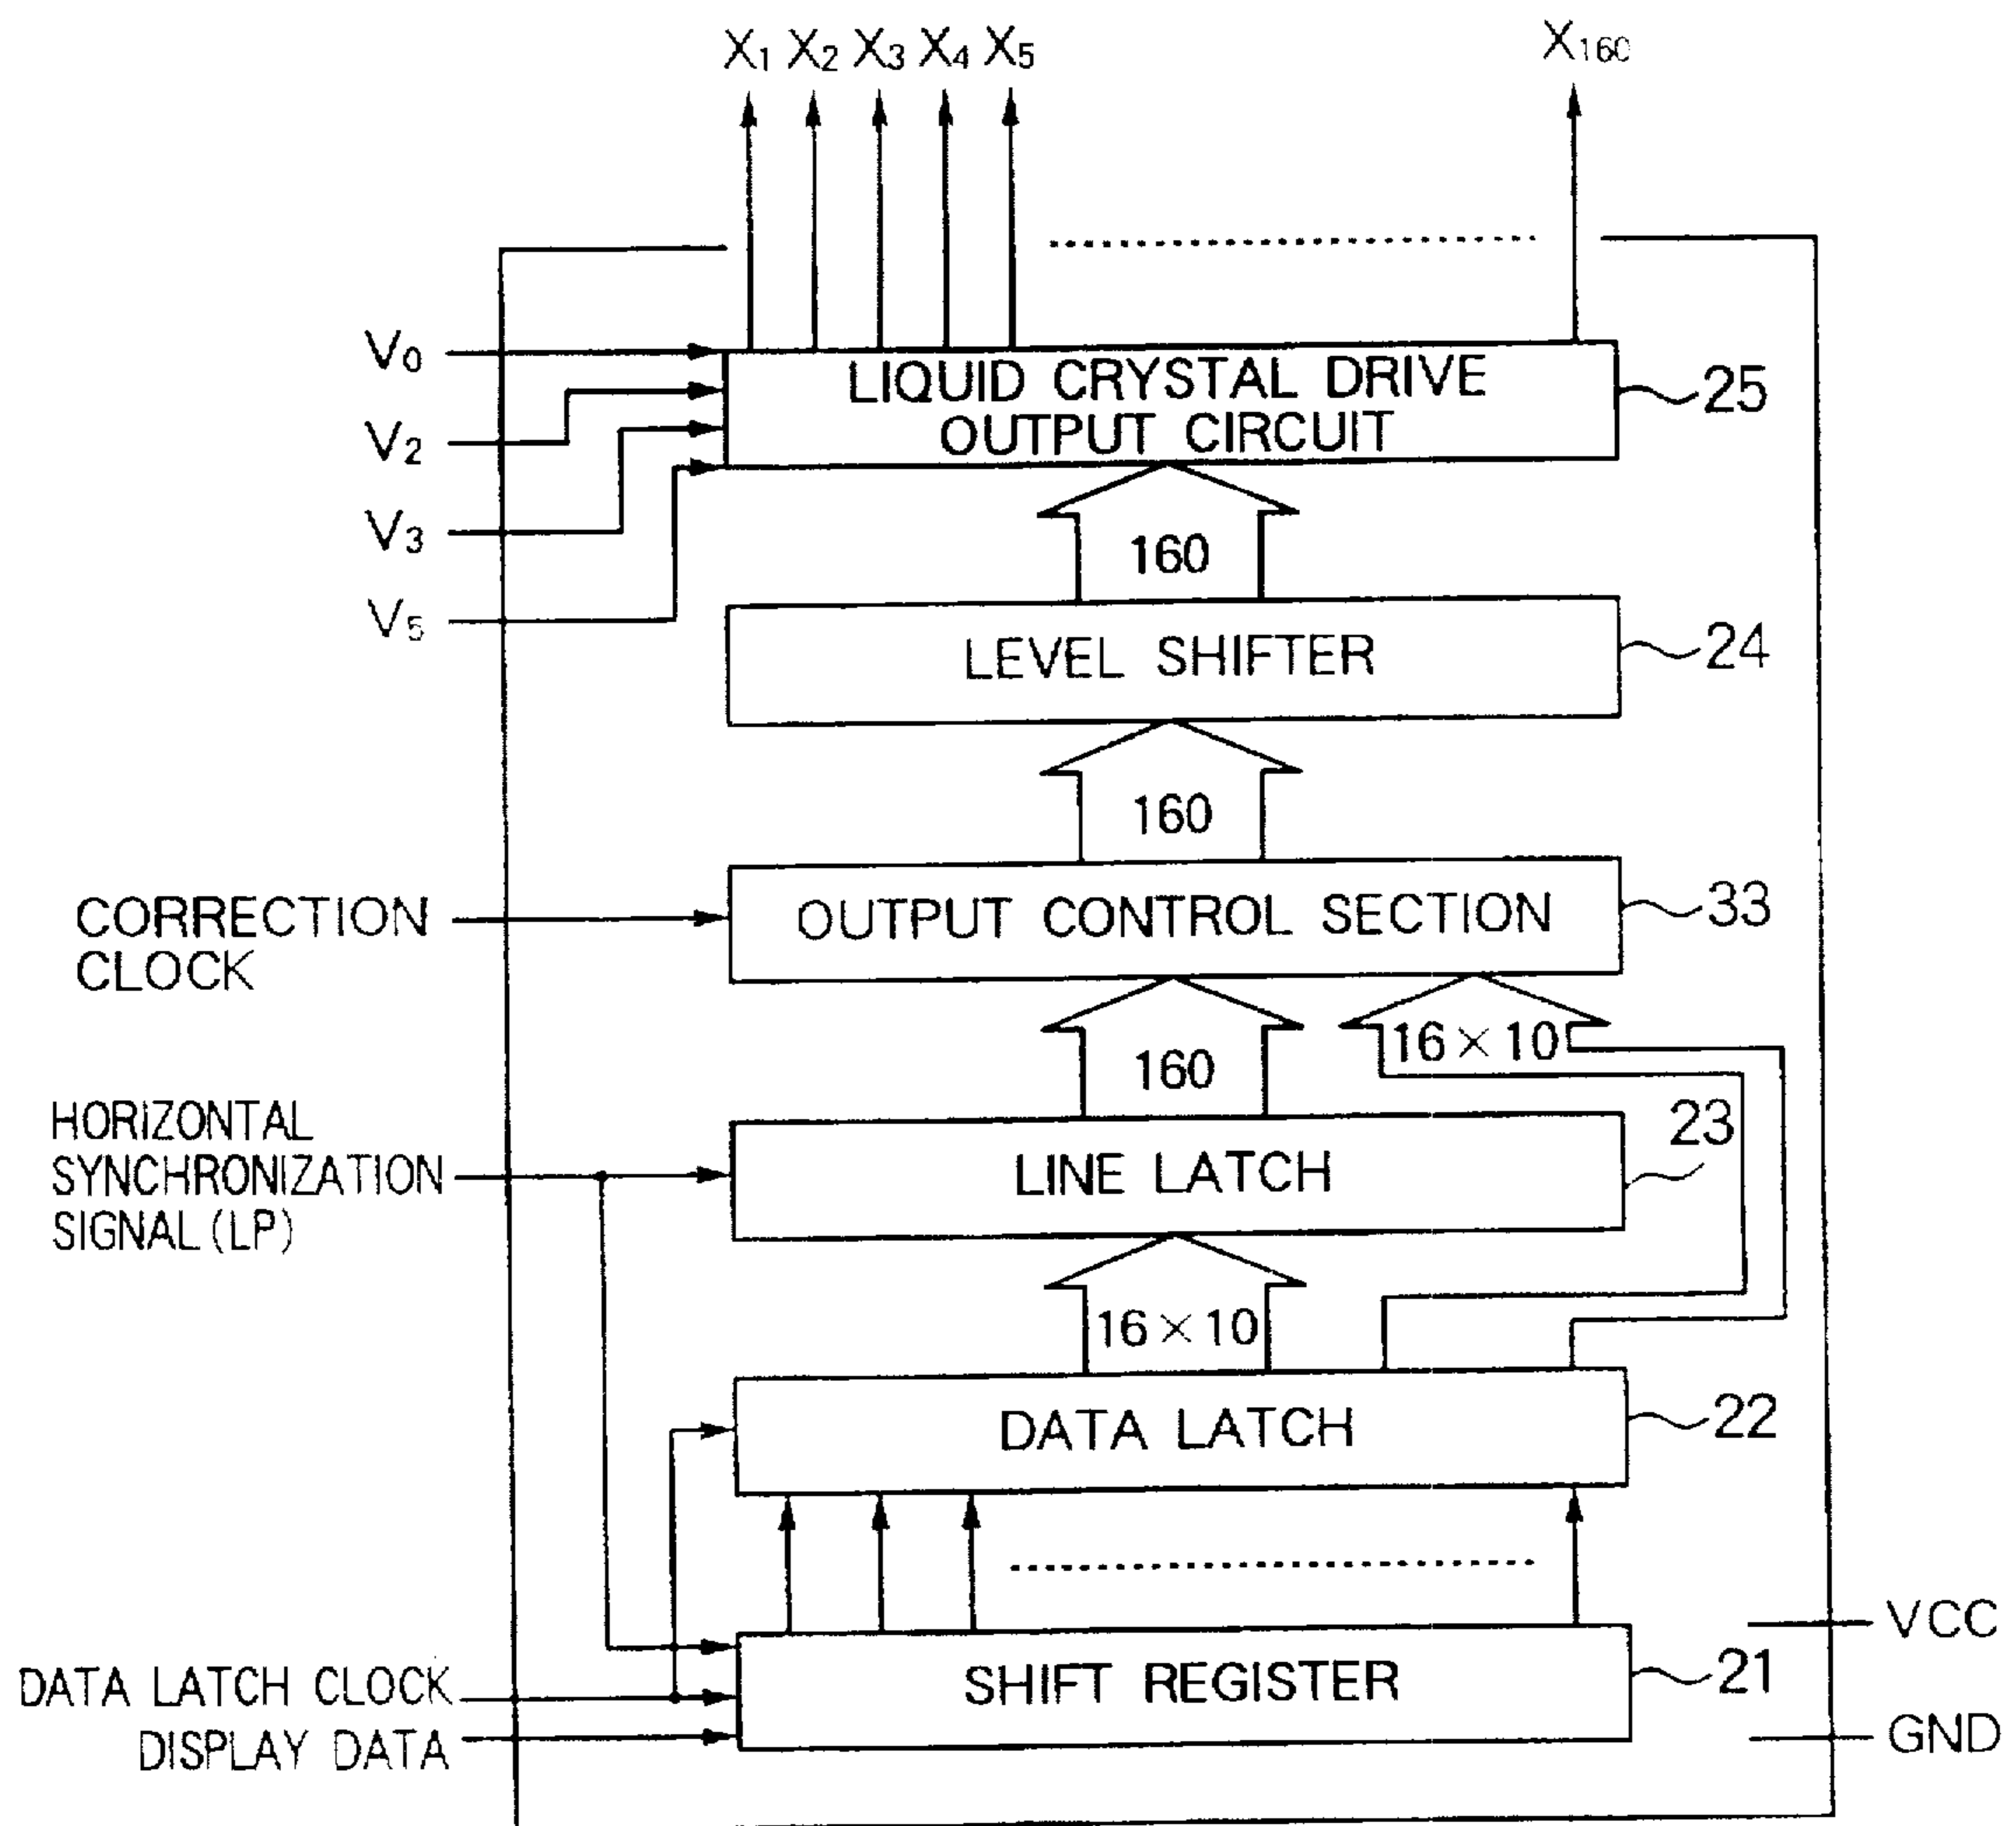 X1 X2 X3 X4 X5 X160
V0
LIQUID CRYSTAL DRIVE
OUTPUT CIRCUIT
25
V2
V3
160
V5
LEVEL SHIFTER
24
160
CORRECTION
CLOCK
OUTPUT CONTROL SECTION
33
160
16×10
HORIZONTAL
SYNCHRONIZATION
SIGNAL (LP)
LINE LATCH
23
16×10
DATA LATCH
22
VCC
DATA LATCH CLOCK
SHIFT REGISTER
21
DISPLAY DATA
GND